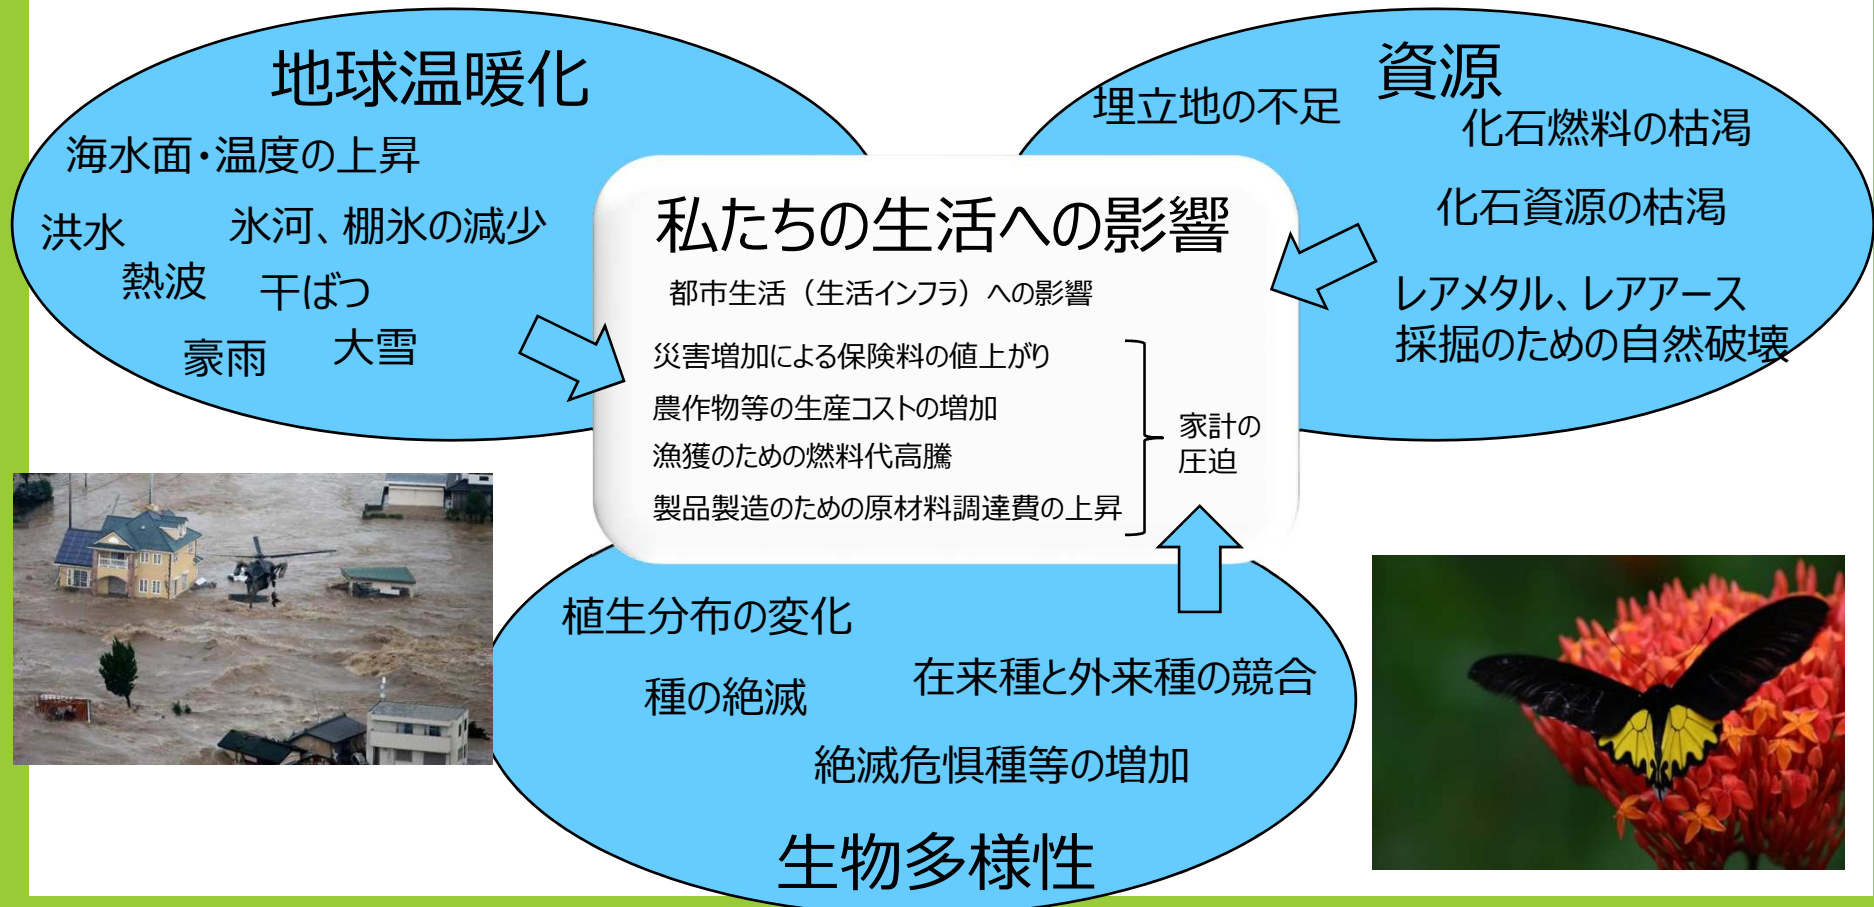 地球温暖化
海水面・温度の上昇
洪水
氷河、棚氷の減少
熱波
干ばつ
豪雨
大雪
資源
埋立地の不足
化石燃料の枯渇
化石資源の枯渇
レアメタル、レアアース
採掘のための自然破壊
私たちの生活への影響
都市生活（生活インフラ）への影響
災害増加による保険料の値上がり
農作物等の生産コストの増加
漁獲のための燃料代高騰
製品製造のための原材料調達費の上昇
家計の
圧迫
植生分布の変化
種の絶滅
在来種と外来種の競合
絶滅危惧種等の増加
生物多様性